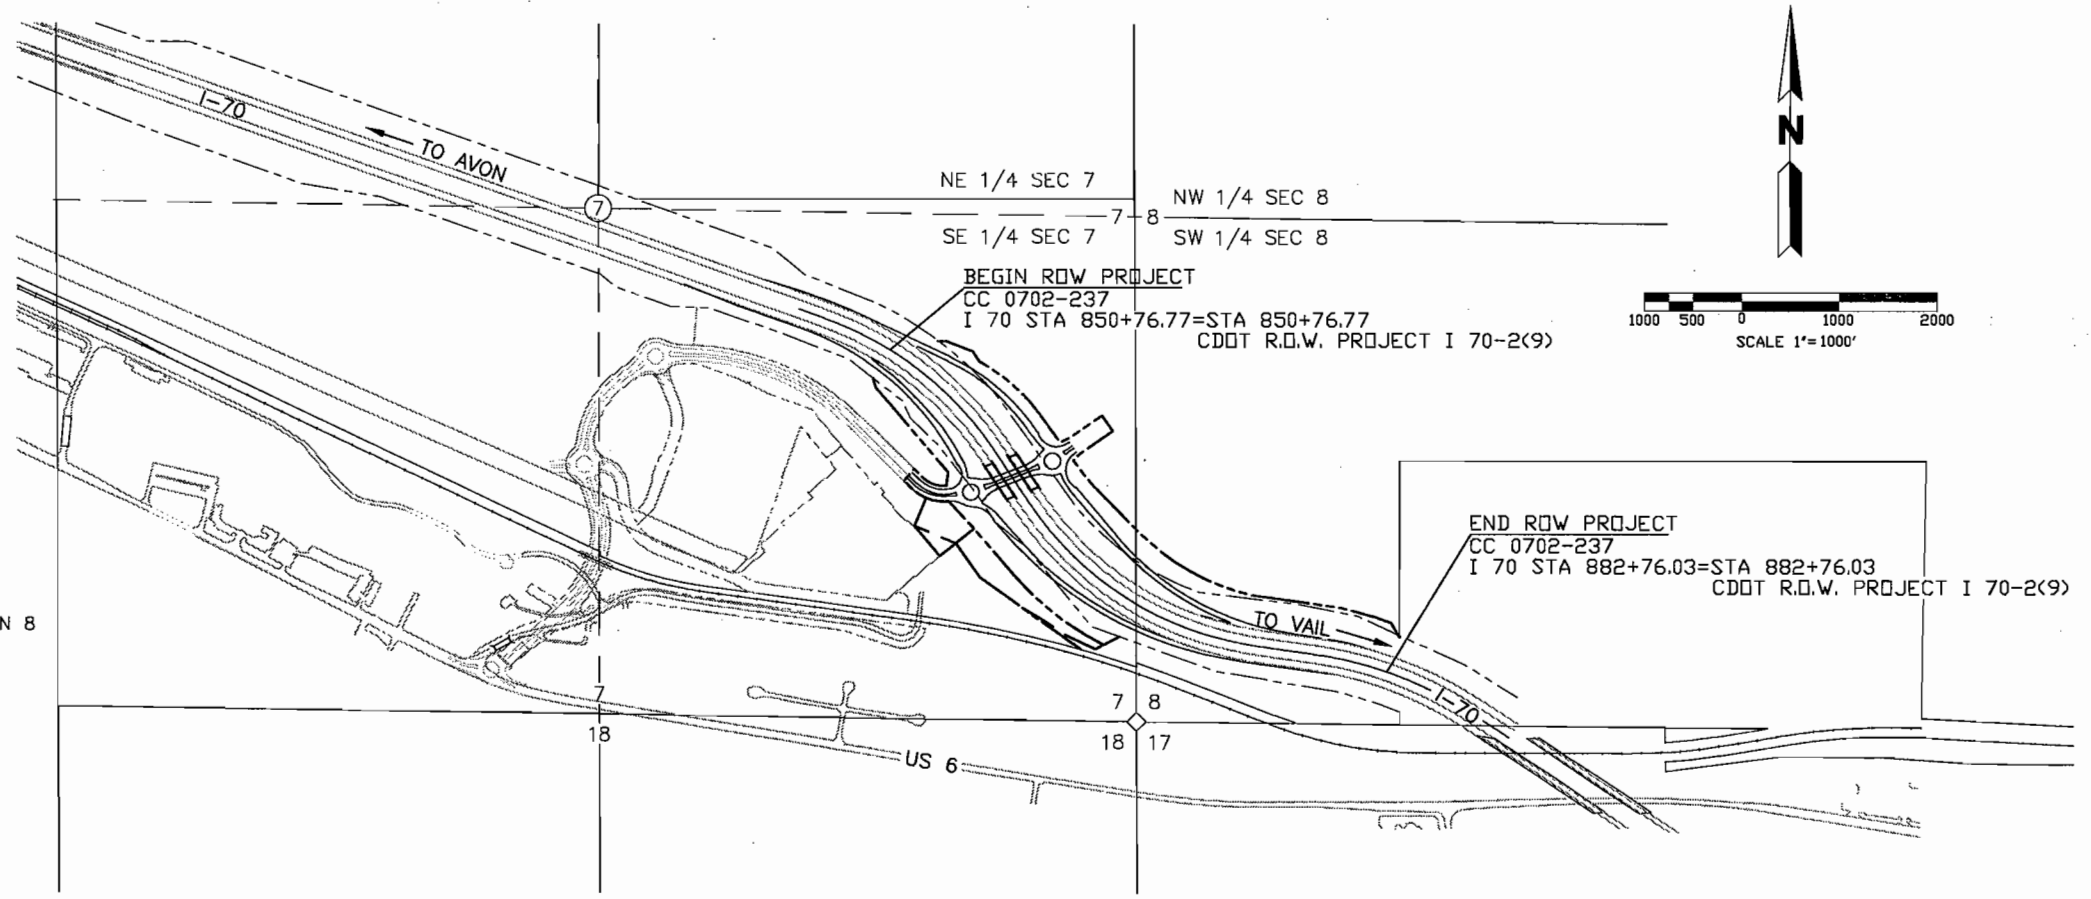 I-70
TO AVON
7
NE 1/4 SEC 7
NW 1/4 SEC 8
7 8
SE 1/4 SEC 7
SW 1/4 SEC 8
N
1000 500 0 1000 2000
SCALE 1"=1000'
BEGIN ROW PROJECT
CC 0702-237
I 70 STA 850+76.77=STA 850+76.77
CDOT R.O.W. PROJECT I 70-2(9)
END ROW PROJECT
CC 0702-237
I 70 STA 882+76.03=STA 882+76.03
CDOT R.O.W. PROJECT I 70-2(9)
N 8
TO VAIL
I-70
7
18
7 8
18 17
US 6